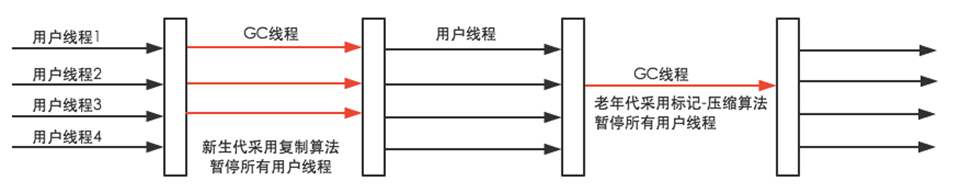 用户线程1
用户线程2
用户线程3
用户线程4
GC线程
新生代采用复制算法
暂停所有用户线程
用户线程
GC线程
老年代采用标记-压缩算法
暂停所有用户线程